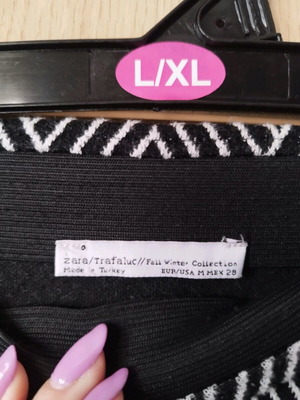 L/XL
zara/Trafaluc//Fall Winter Collection
Made in Turkey EUR/USA M MEX 28